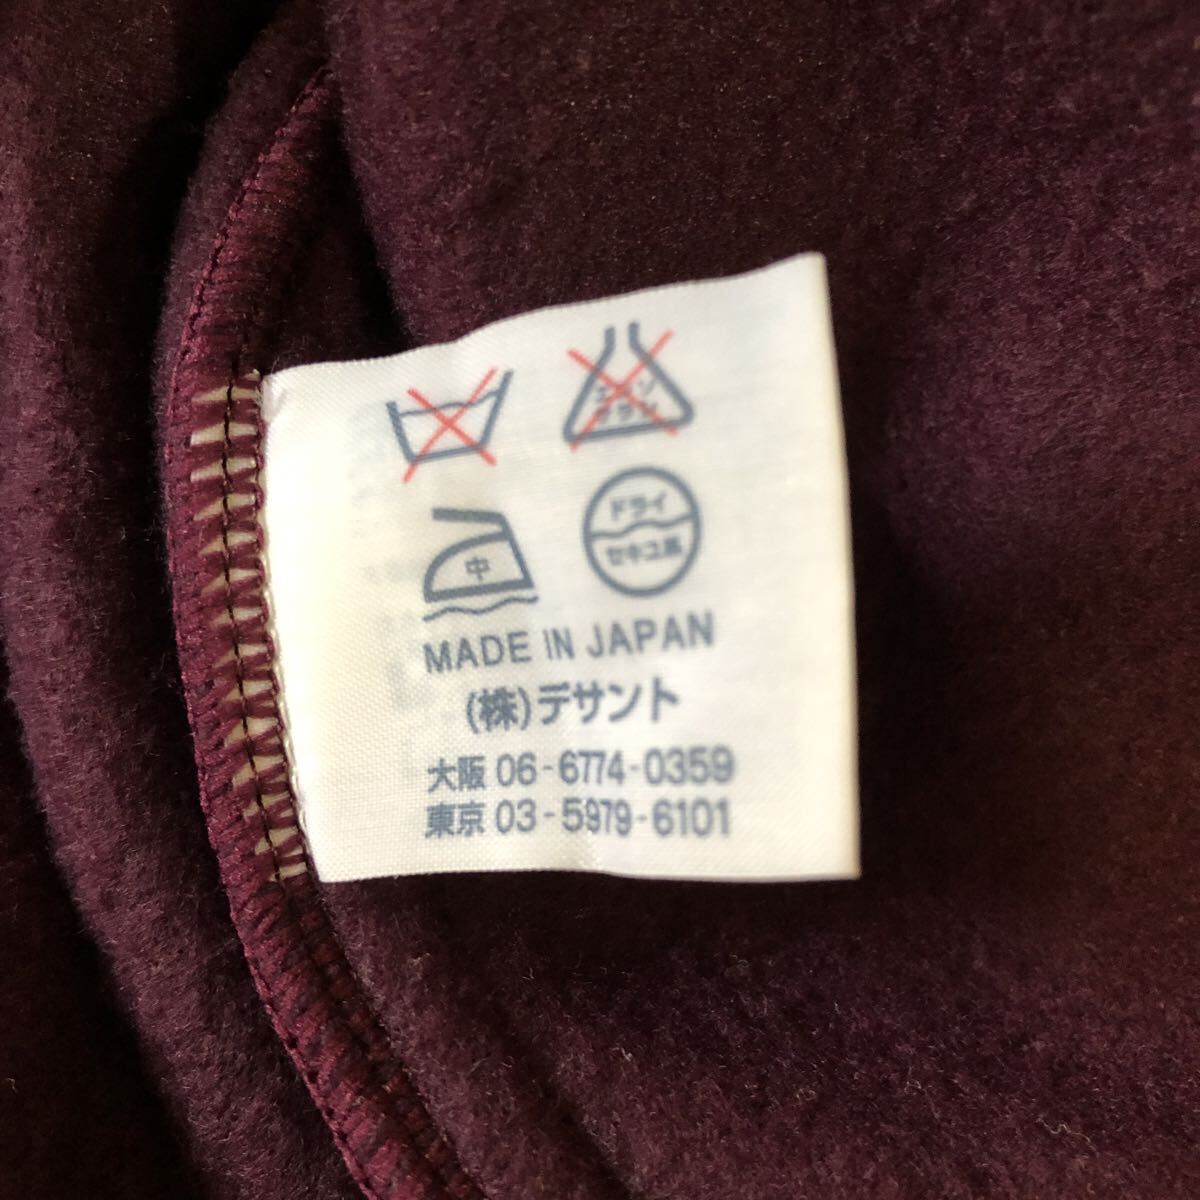 エンソ
サラシ
中
ドライ
セキユ系
MADE IN JAPAN
(株)デサント
大阪 06-6774-0359
東京 03-5979-6101